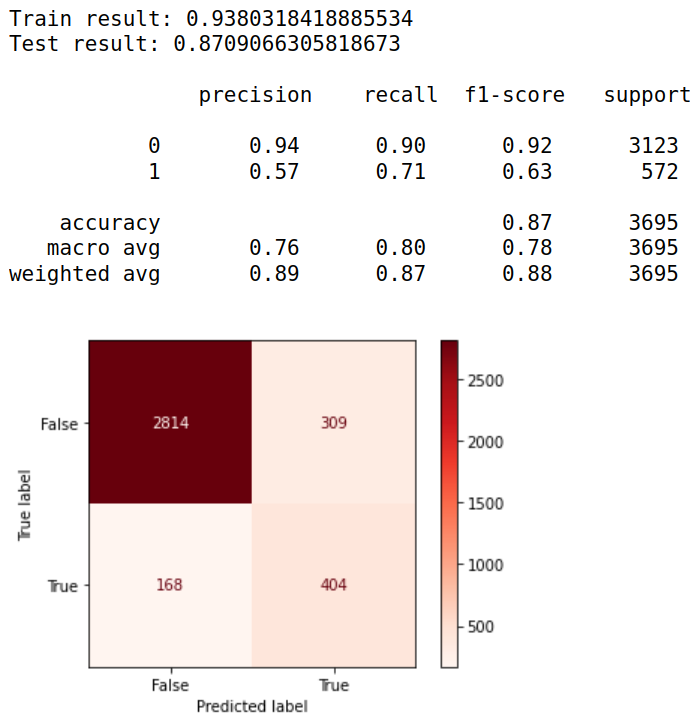 Train result: 0.9380318418885534
Test result: 0.8709066305818673
precision recall f1-score support
0 0.94 0.90 0.92 3123
1 0.57 0.71 0.63 572
accuracy 0.87 3695
macro avg 0.76 0.80 0.78 3695
weighted avg 0.89 0.87 0.88 3695
True label
False
2814 309
True
168 404
False True
Predicted label
2500
2000
1500
1000
500